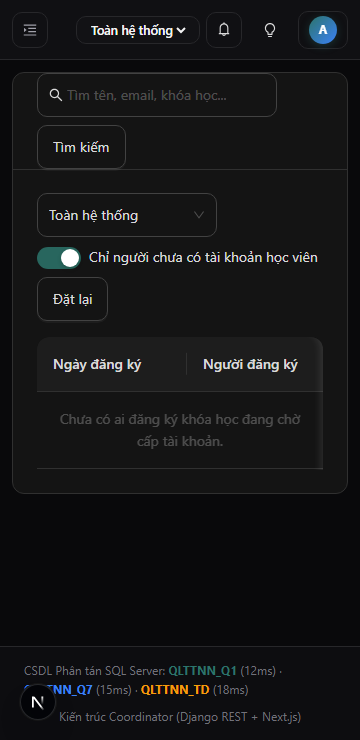 Toàn hệ thống
A
Tìm tên, email, khóa học...
Tìm kiếm
Toàn hệ thống
Chỉ người chưa có tài khoản học viên
Đặt lại
Ngày đăng ký
Người đăng ký
Chưa có ai đăng ký khóa học đang chờ
cấp tài khoản.
CSDL Phân tán SQL Server: QLTTNN_Q1 (12ms) ·
NN_Q7 (15ms) · QLTTNN_TD (18ms)
N
Kiến trúc Coordinator (Django REST + Next.js)